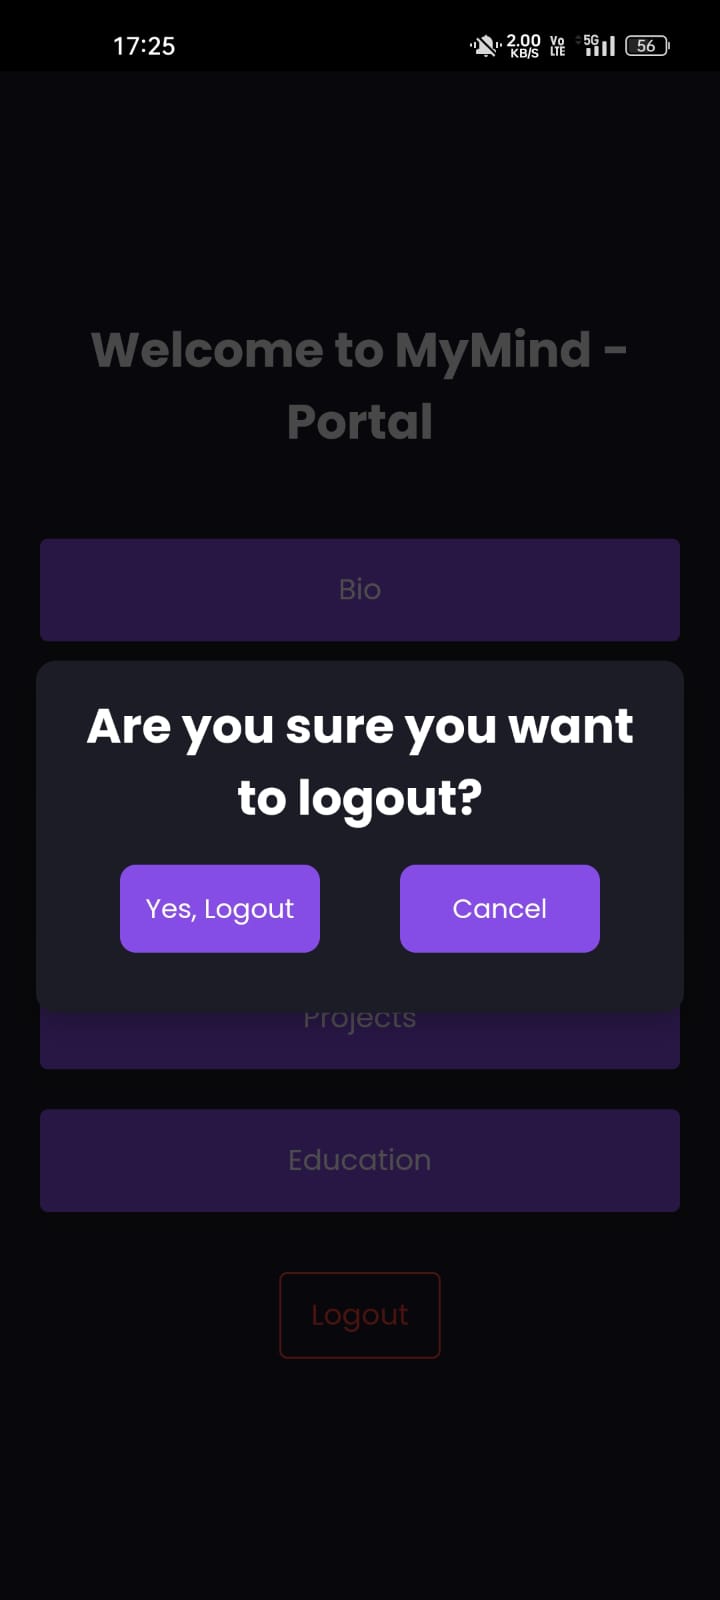 17:25 2.00 KB/S Vo LTE 5G 56
Welcome to MyMind -
Portal
Bio
Are you sure you want
to logout?
Yes, Logout Cancel
Projects
Education
Logout